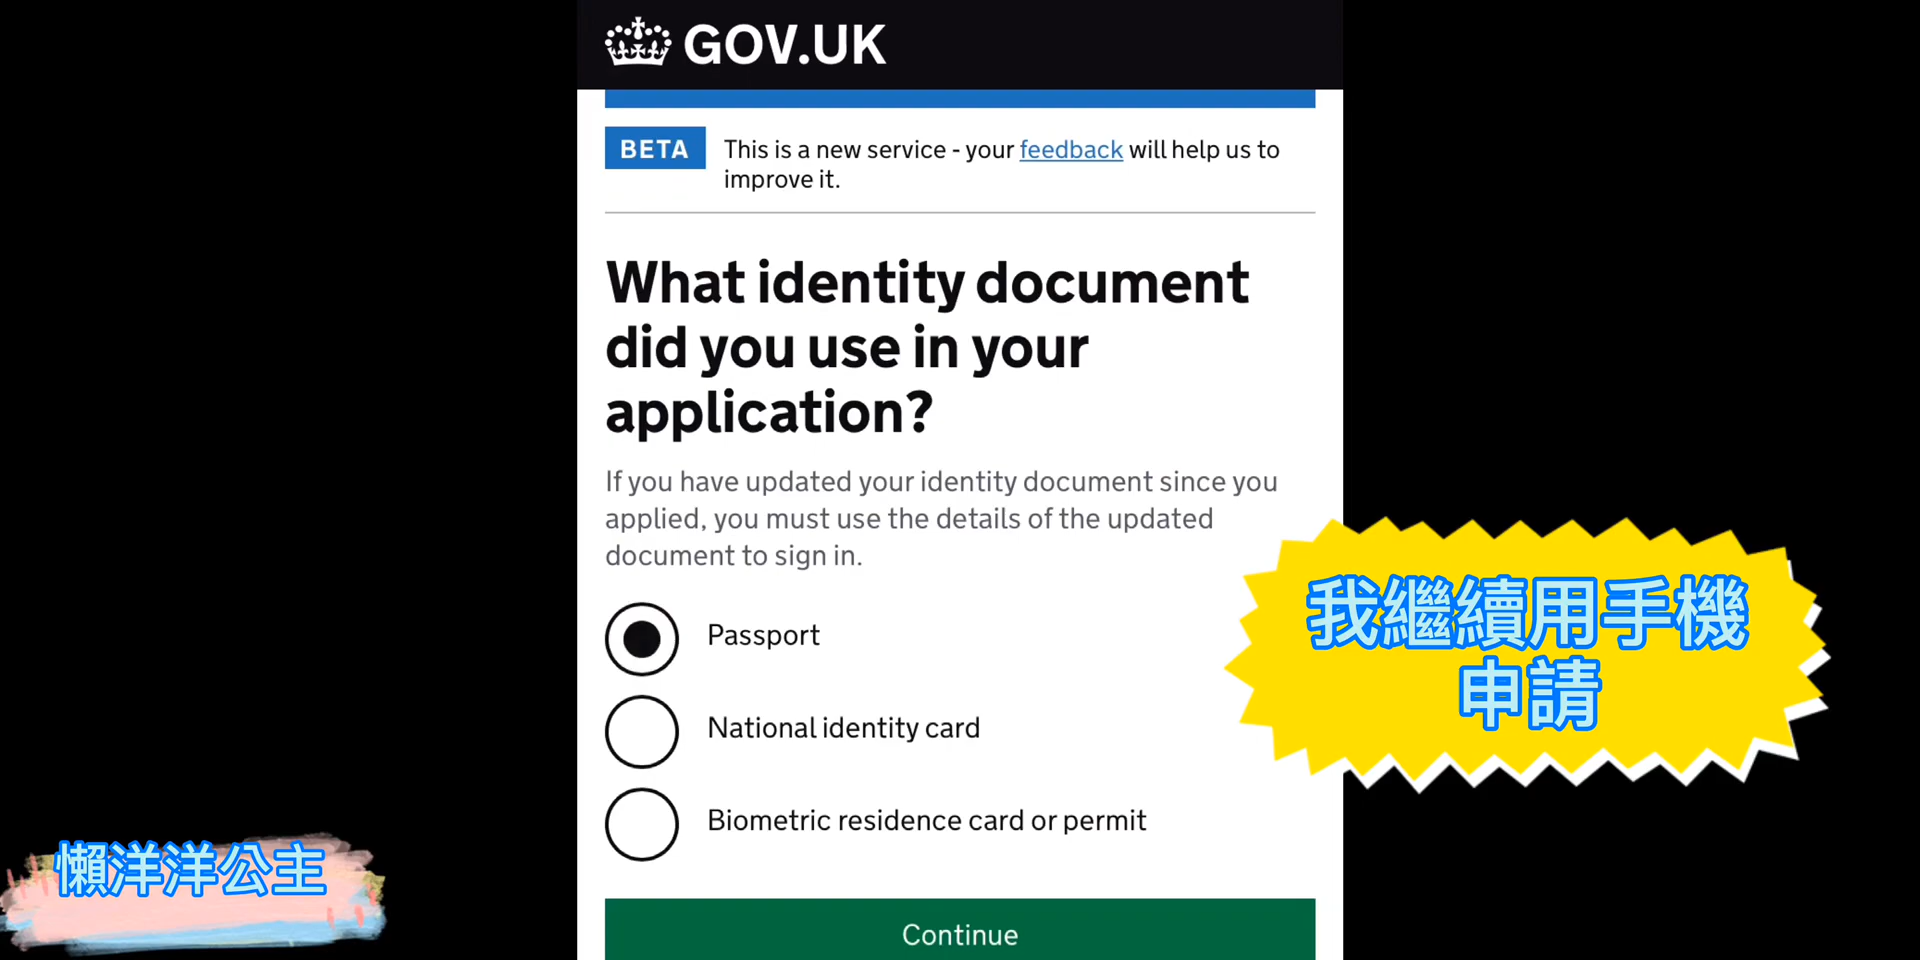 GOV.UK
BETA
This is a new service - your feedback will help us to
improve it.
What identity document
did you use in your
application?
If you have updated your identity document since you
applied, you must use the details of the updated
document to sign in.
Passport
National identity card
Biometric residence card or permit
Continue
我繼續用手機
申請
懶洋洋公主